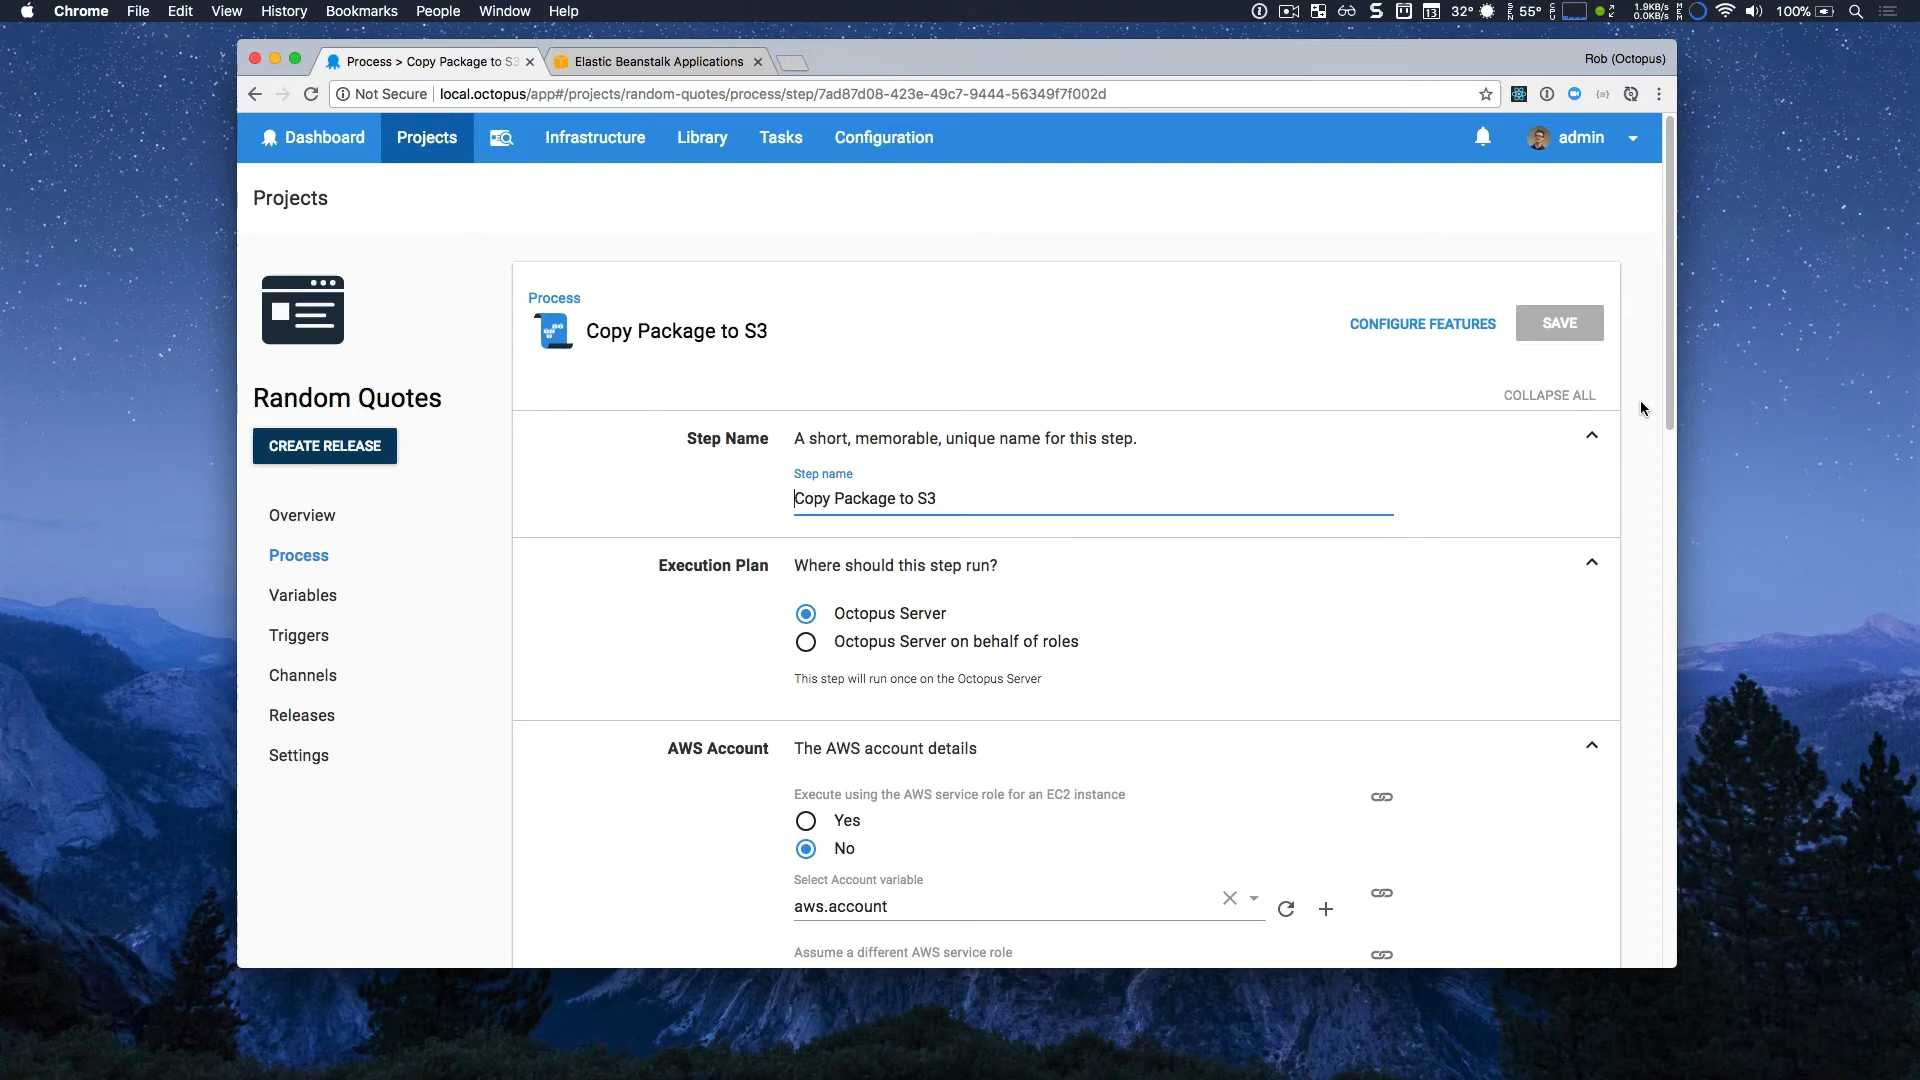 Chrome File Edit View History Bookmarks People Window Help 13 32° 55° 1.9KB/s 0.0KB/s 100%
Process > Copy Package to S3 Elastic Beanstalk Applications Rob (Octopus)
Not Secure local.octopus/app#/projects/random-quotes/process/step/7ad87d08-423e-49c7-9444-56349f7f002d
Dashboard Projects Infrastructure Library Tasks Configuration admin
Projects
Process
Copy Package to S3
CONFIGURE FEATURES SAVE
COLLAPSE ALL
Random Quotes
CREATE RELEASE
Overview
Process
Variables
Triggers
Channels
Releases
Settings
Step Name A short, memorable, unique name for this step.
Step name
Copy Package to S3
Execution Plan Where should this step run?
Octopus Server
Octopus Server on behalf of roles
This step will run once on the Octopus Server
AWS Account The AWS account details
Execute using the AWS service role for an EC2 instance
Yes
No
Select Account variable
aws.account
Assume a different AWS service role